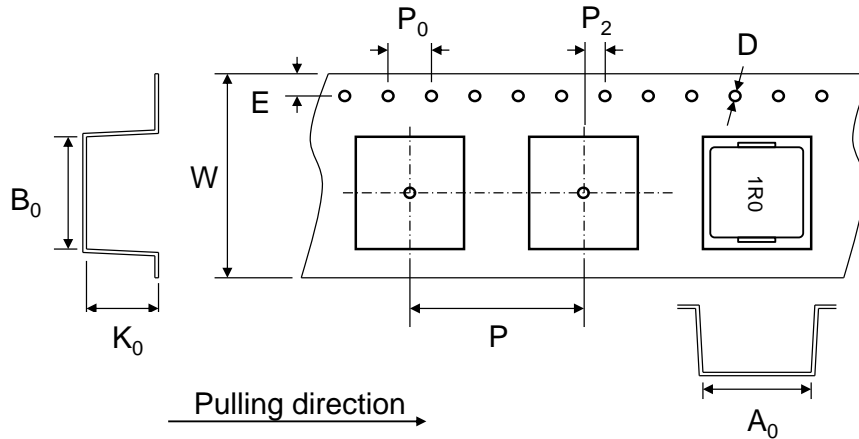 P₀
P₂
D
E
W
B₀
1R0
K₀
P
A₀
Pulling direction